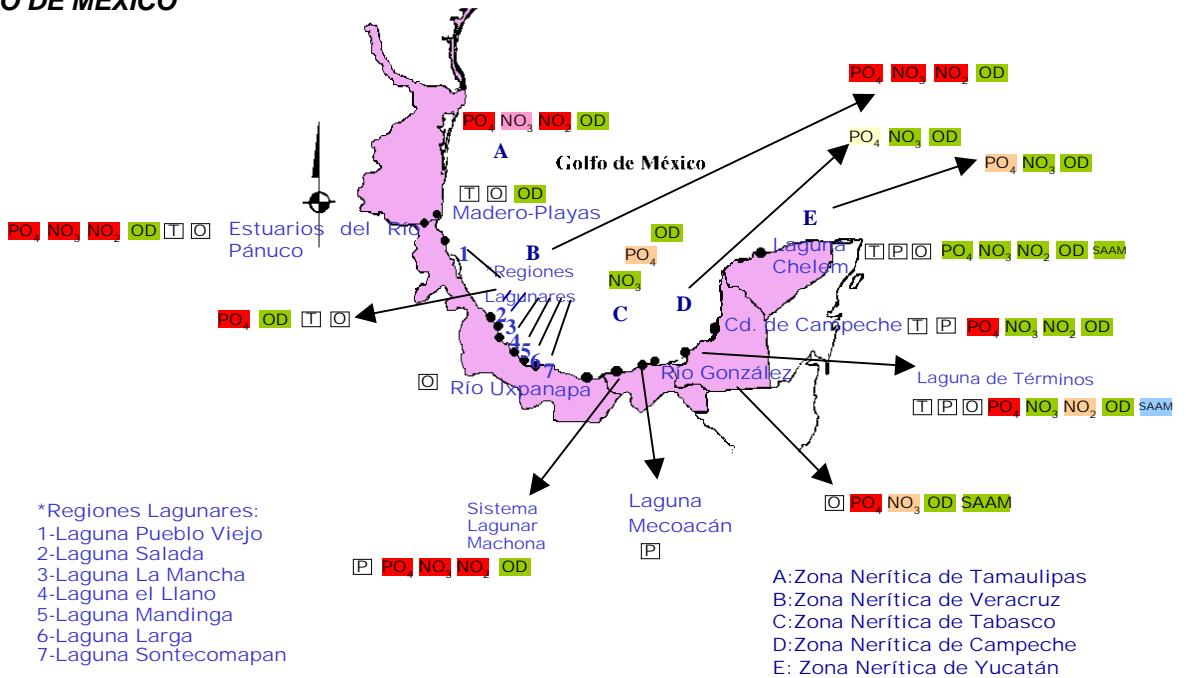 O DE MÉXICO
PO4 NO3 NO2 OD
PO4 NO3 NO2 OD
A
Golfo de México
PO4 NO3 OD
PO4 NO3 OD
T O OD
Madero-Playas
E
PO4 NO3 NO2 OD T O
Estuarios del Río
Pánuco
OD
PO4
NO3
1
B
*Regiones
Lagunares
Laguna
Chelem
T P O PO4 NO3 NO2 OD SAAM
PO4 OD T O
2
3
4
5
6
7
C
D
Cd. de Campeche T P PO4 NO3 NO2 OD
O
Río Uxpanapa
Río González
Laguna de Términos
T P O PO4 NO3 NO2 OD SAAM
O PO4 NO3 OD SAAM
Sistema
Lagunar
Machona
P PO4 NO3 NO2 OD
Laguna
Mecoacán
P
*Regiones Lagunares:
1-Laguna Pueblo Viejo
2-Laguna Salada
3-Laguna La Mancha
4-Laguna el Llano
5-Laguna Mandinga
6-Laguna Larga
7-Laguna Sontecomapan
A:Zona Nerítica de Tamaulipas
B:Zona Nerítica de Veracruz
C:Zona Nerítica de Tabasco
D:Zona Nerítica de Campeche
E: Zona Nerítica de Yucatán